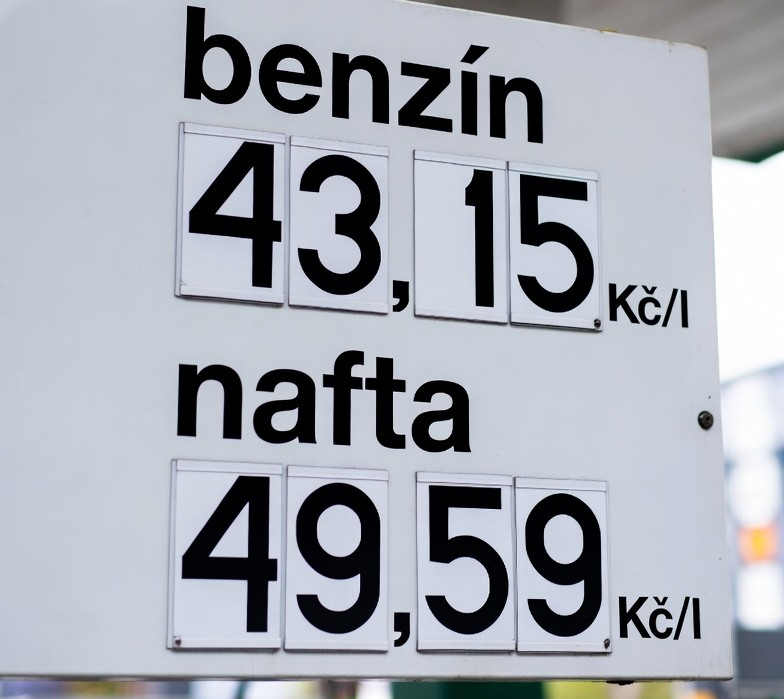 benzín
43,15 Kč/l
nafta
49,59 Kč/l